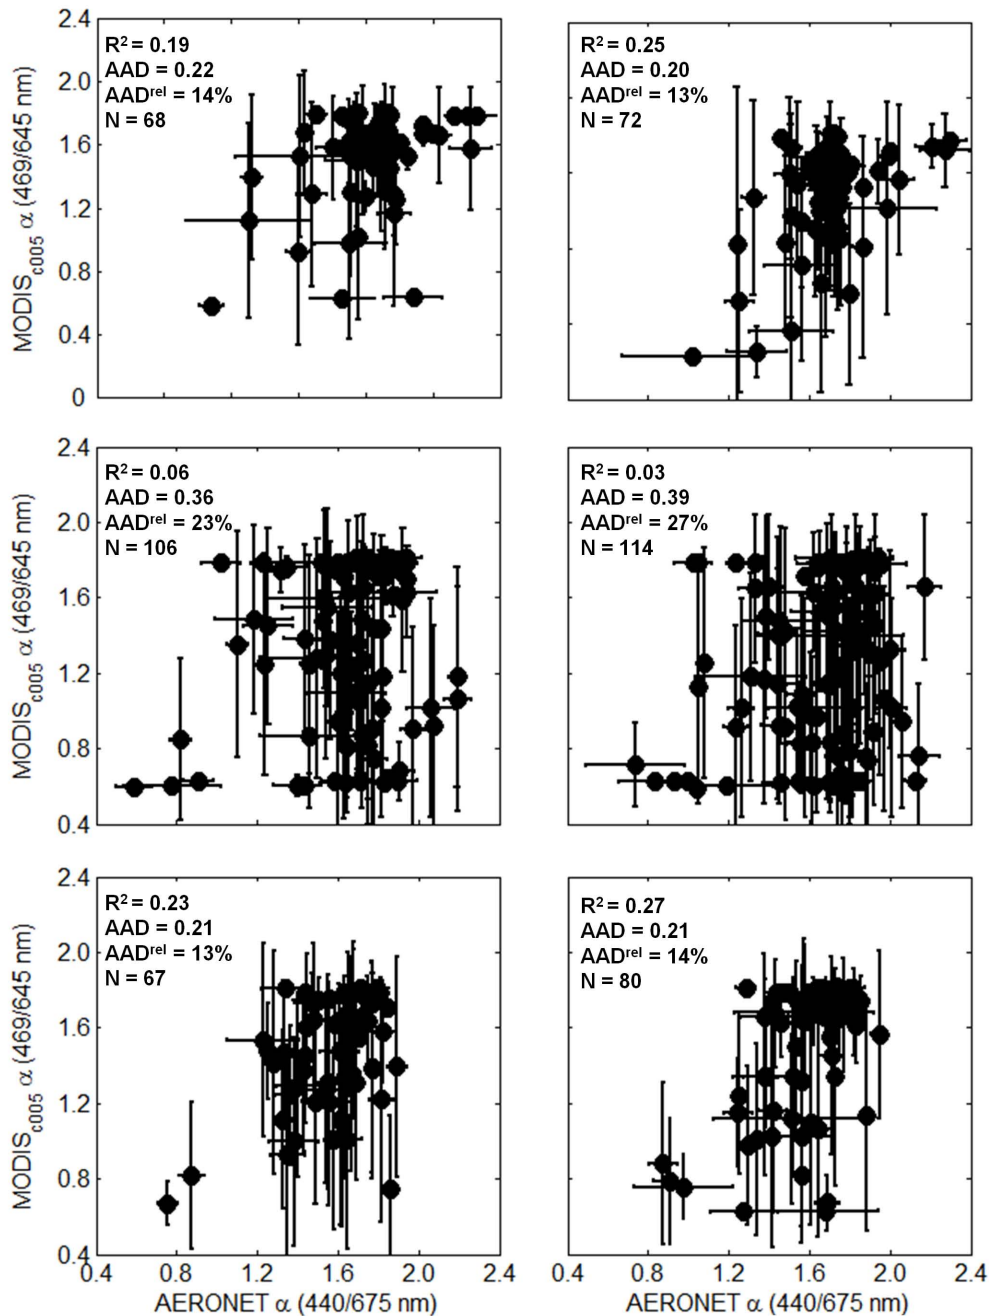 2.4
2.0
1.6
1.2
0.8
0.4
0
MODISc005 α (469/645 nm)
R² = 0.19
AAD = 0.22
AADrel = 14%
N = 68
R² = 0.25
AAD = 0.20
AADrel = 13%
N = 72
2.4
2.0
1.6
1.2
0.8
0.4
MODISc005 α (469/645 nm)
R² = 0.06
AAD = 0.36
AADrel = 23%
N = 106
R² = 0.03
AAD = 0.39
AADrel = 27%
N = 114
2.4
2.0
1.6
1.2
0.8
0.4
MODISc005 α (469/645 nm)
R² = 0.23
AAD = 0.21
AADrel = 13%
N = 67
R² = 0.27
AAD = 0.21
AADrel = 14%
N = 80
0.4 0.8 1.2 1.6 2.0 2.4
0.4 0.8 1.2 1.6 2.0 2.4
AERONET α (440/675 nm)
AERONET α (440/675 nm)